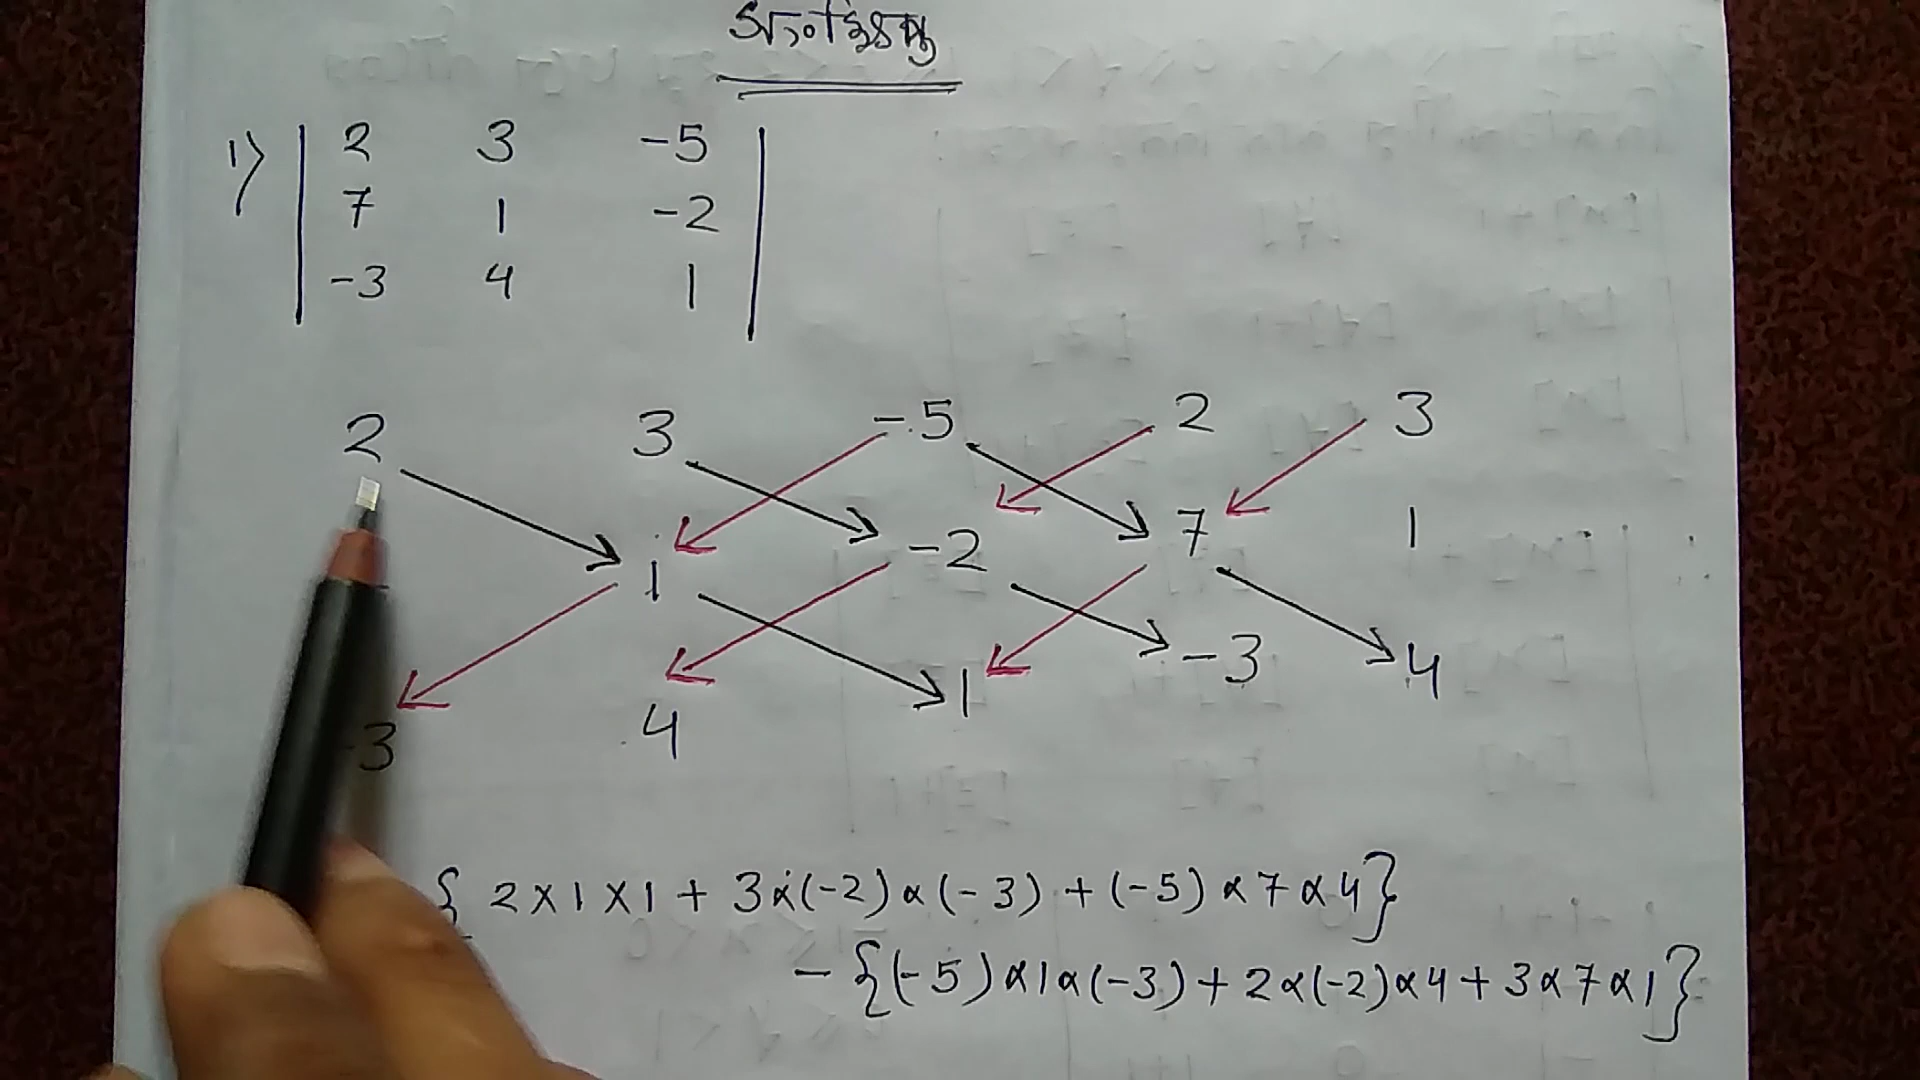 1) | 2 3 -5 |
| 7 1 -2 |
| -3 4 1 |
2 3 -5 2 3
1 -2 7 1
-3 4 1 -3 4
{ 2×1×1 + 3×(-2)×(-3) + (-5)×7×4}
- {(-5)×1×(-3) + 2×(-2)×4 + 3×7×1}